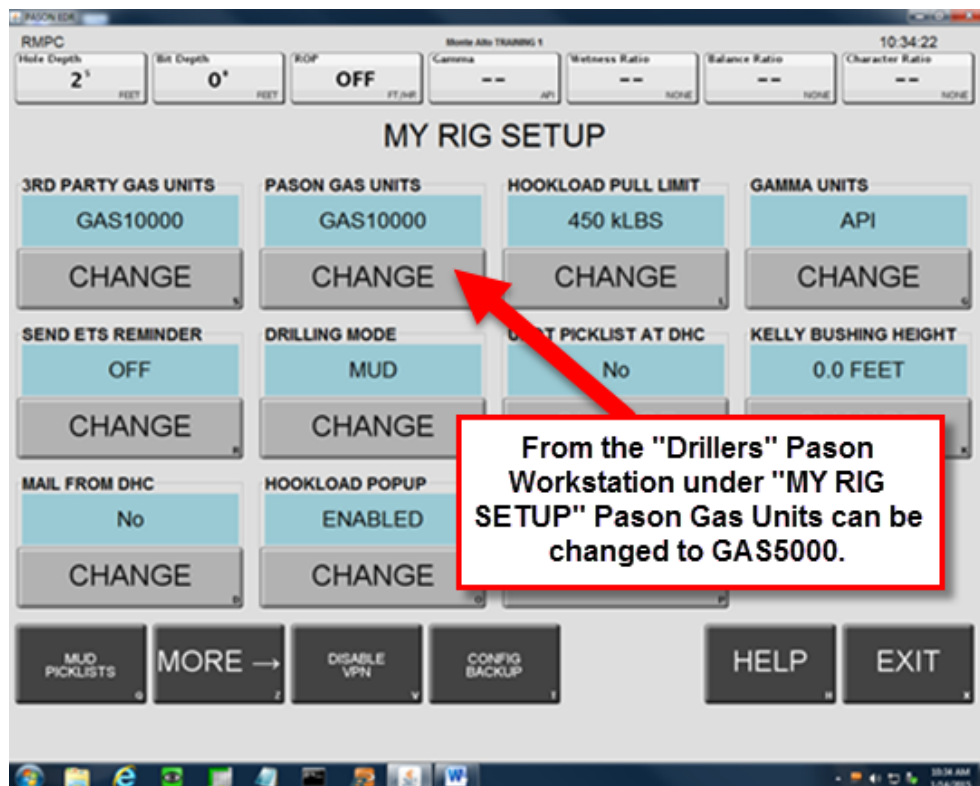 PASON EDR
RMPC Monte Alto TRAINING 1 10:34:22
Hole Depth Bit Depth ROP Gamma Wetness Ratio Balance Ratio Character Ratio
2⁵ 0⁰ OFF -- -- -- --
FEET FEET FT/HR API NONE NONE NONE
MY RIG SETUP
3RD PARTY GAS UNITS PASON GAS UNITS HOOKLOAD PULL LIMIT GAMMA UNITS
GAS10000 GAS10000 450 kLBS API
CHANGE CHANGE CHANGE CHANGE
S L G
SEND ETS REMINDER DRILLING MODE PICKLIST AT DHC KELLY BUSHING HEIGHT
OFF MUD No 0.0 FEET
CHANGE CHANGE
R K
From the "Drillers" Pason
Workstation under "MY RIG
SETUP" Pason Gas Units can be
changed to GAS5000.
MAIL FROM DHC HOOKLOAD POPUP
No ENABLED
CHANGE CHANGE
D O P
MUD PICKLISTS MORE → DISABLE VPN CONFIG BACKUP HELP EXIT
Q Z V T H X
10:34 AM